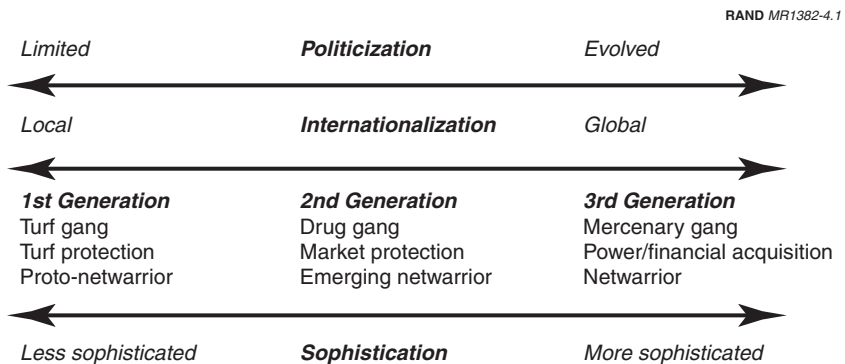 RAND MR1382-4.1
Limited Politicization Evolved
Local Internationalization Global
1st Generation 2nd Generation 3rd Generation
Turf gang Drug gang Mercenary gang
Turf protection Market protection Power/financial acquisition
Proto-netwarrior Emerging netwarrior Netwarrior
Less sophisticated Sophistication More sophisticated